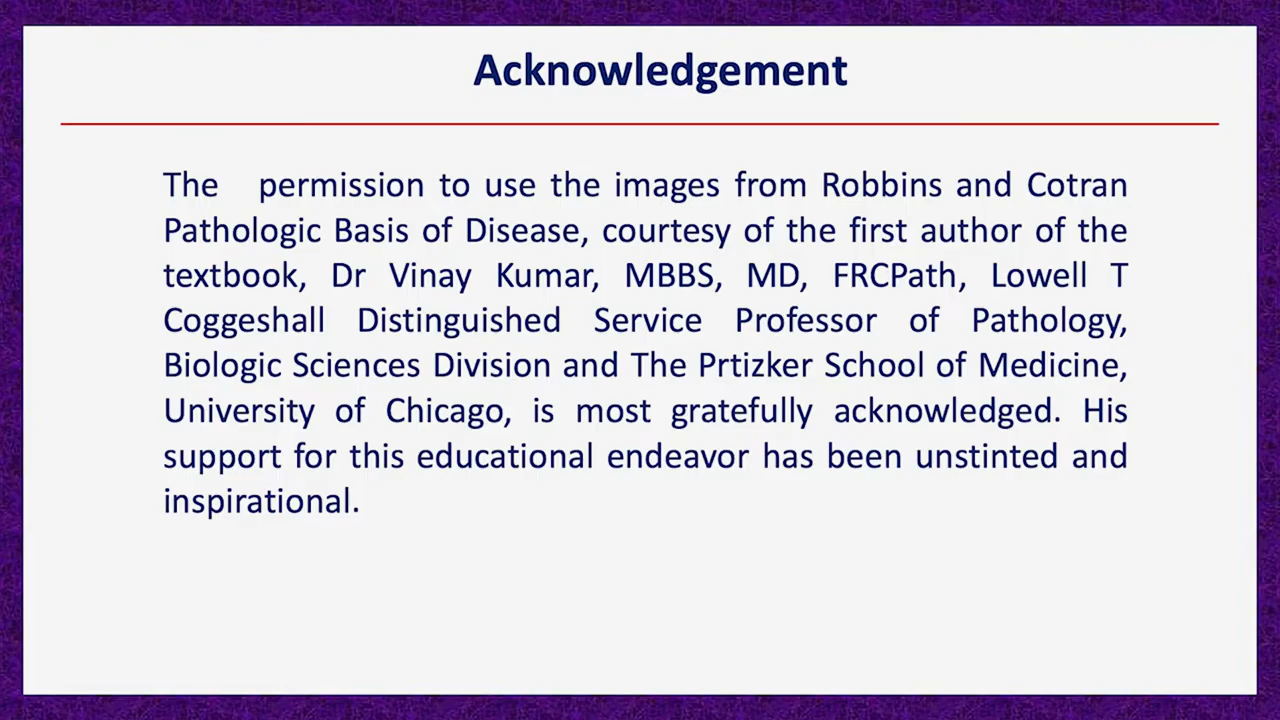 Acknowledgement
The permission to use the images from Robbins and Cotran
Pathologic Basis of Disease, courtesy of the first author of the
textbook, Dr Vinay Kumar, MBBS, MD, FRCPath, Lowell T
Coggeshall Distinguished Service Professor of Pathology,
Biologic Sciences Division and The Prtizker School of Medicine,
University of Chicago, is most gratefully acknowledged. His
support for this educational endeavor has been unstinted and
inspirational.